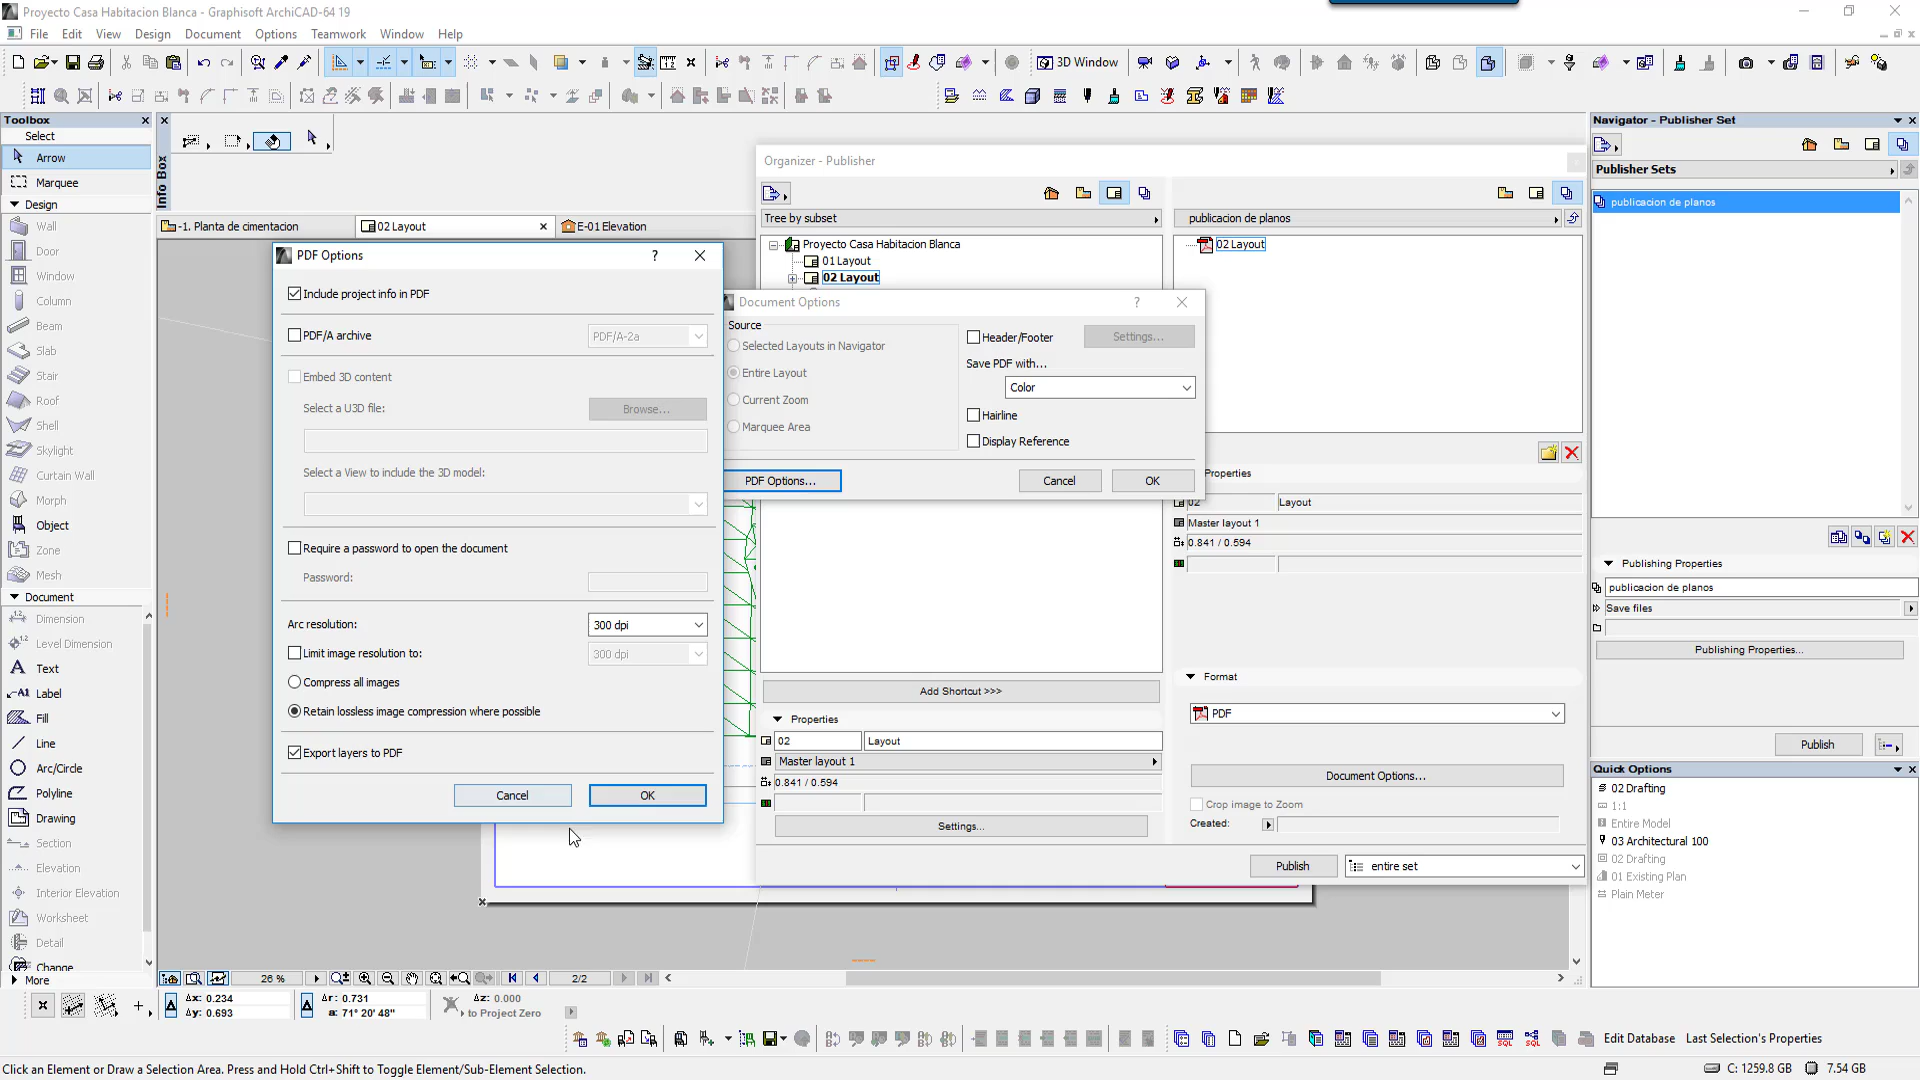 Proyecto Casa Habitacion Blanca - Graphisoft ArchiCAD-64 19
File Edit View Design Document Options Teamwork Window Help
3D Window
Toolbox
Select
Arrow
Marquee
Design
Wall
Door
Window
Column
Beam
Slab
Stair
Roof
Shell
Skylight
Curtain Wall
Morph
Object
Zone
Mesh
Document
Dimension
Level Dimension
Text
Label
Fill
Line
Arc/Circle
Polyline
Drawing
Section
Elevation
Interior Elevation
Worksheet
Detail
Change
More
Info Box
-1. Planta de cimentacion
02 Layout
E-01 Elevation
PDF Options
?
Include project info in PDF
PDF/A archive
PDF/A-2a
Embed 3D content
Select a U3D file:
Browse...
Select a View to include the 3D model:
Require a password to open the document
Password:
Arc resolution:
300 dpi
Limit image resolution to:
300 dpi
Compress all images
Retain lossless image compression where possible
Export layers to PDF
Cancel
OK
Organizer - Publisher
Tree by subset
Proyecto Casa Habitacion Blanca
01 Layout
02 Layout
publicacion de planos
02 Layout
Document Options
?
Source
Selected Layouts in Navigator
Entire Layout
Current Zoom
Marquee Area
Header/Footer
Settings...
Save PDF with...
Color
Hairline
Display Reference
PDF Options...
Cancel
OK
Add Shortcut >>>
Properties
02
Layout
Master layout 1
0.841 / 0.594
Settings...
Properties
02
Layout
Master layout 1
0.841 / 0.594
Format
PDF
Document Options...
Crop image to Zoom
Created:
Publish
entire set
Navigator - Publisher Set
Publisher Sets
publicacion de planos
Publishing Properties
publicacion de planos
Save files
Publishing Properties...
Publish
Quick Options
02 Drafting
1:1
Entire Model
03 Architectural 100
02 Drafting
01 Existing Plan
Plain Meter
26 %
2/2
Δx: 0.234
Δy: 0.693
Δr: 0.731
a: 71° 20' 48"
Δz: 0.000
to Project Zero
Edit Database
Last Selection's Properties
Click an Element or Draw a Selection Area. Press and Hold Ctrl+Shift to Toggle Element/Sub-Element Selection.
C: 1259.8 GB
7.54 GB